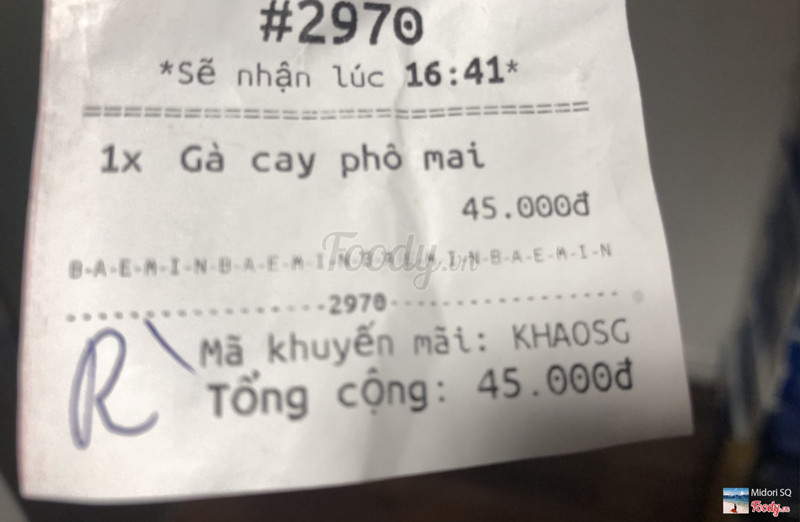 #2970
*Sẽ nhận lúc 16:41*
==============================
1x Gà cay phô mai
45.000đ
B-A-E-M-I-N-B-A-E-M-I-N-B-A-E-M-I-N-B-A-E-M-I-N
Foody.vn
2970
R
Mã khuyến mãi: KHAOSG
Tổng cộng: 45.000đ
Midori SQ
Foody.vn